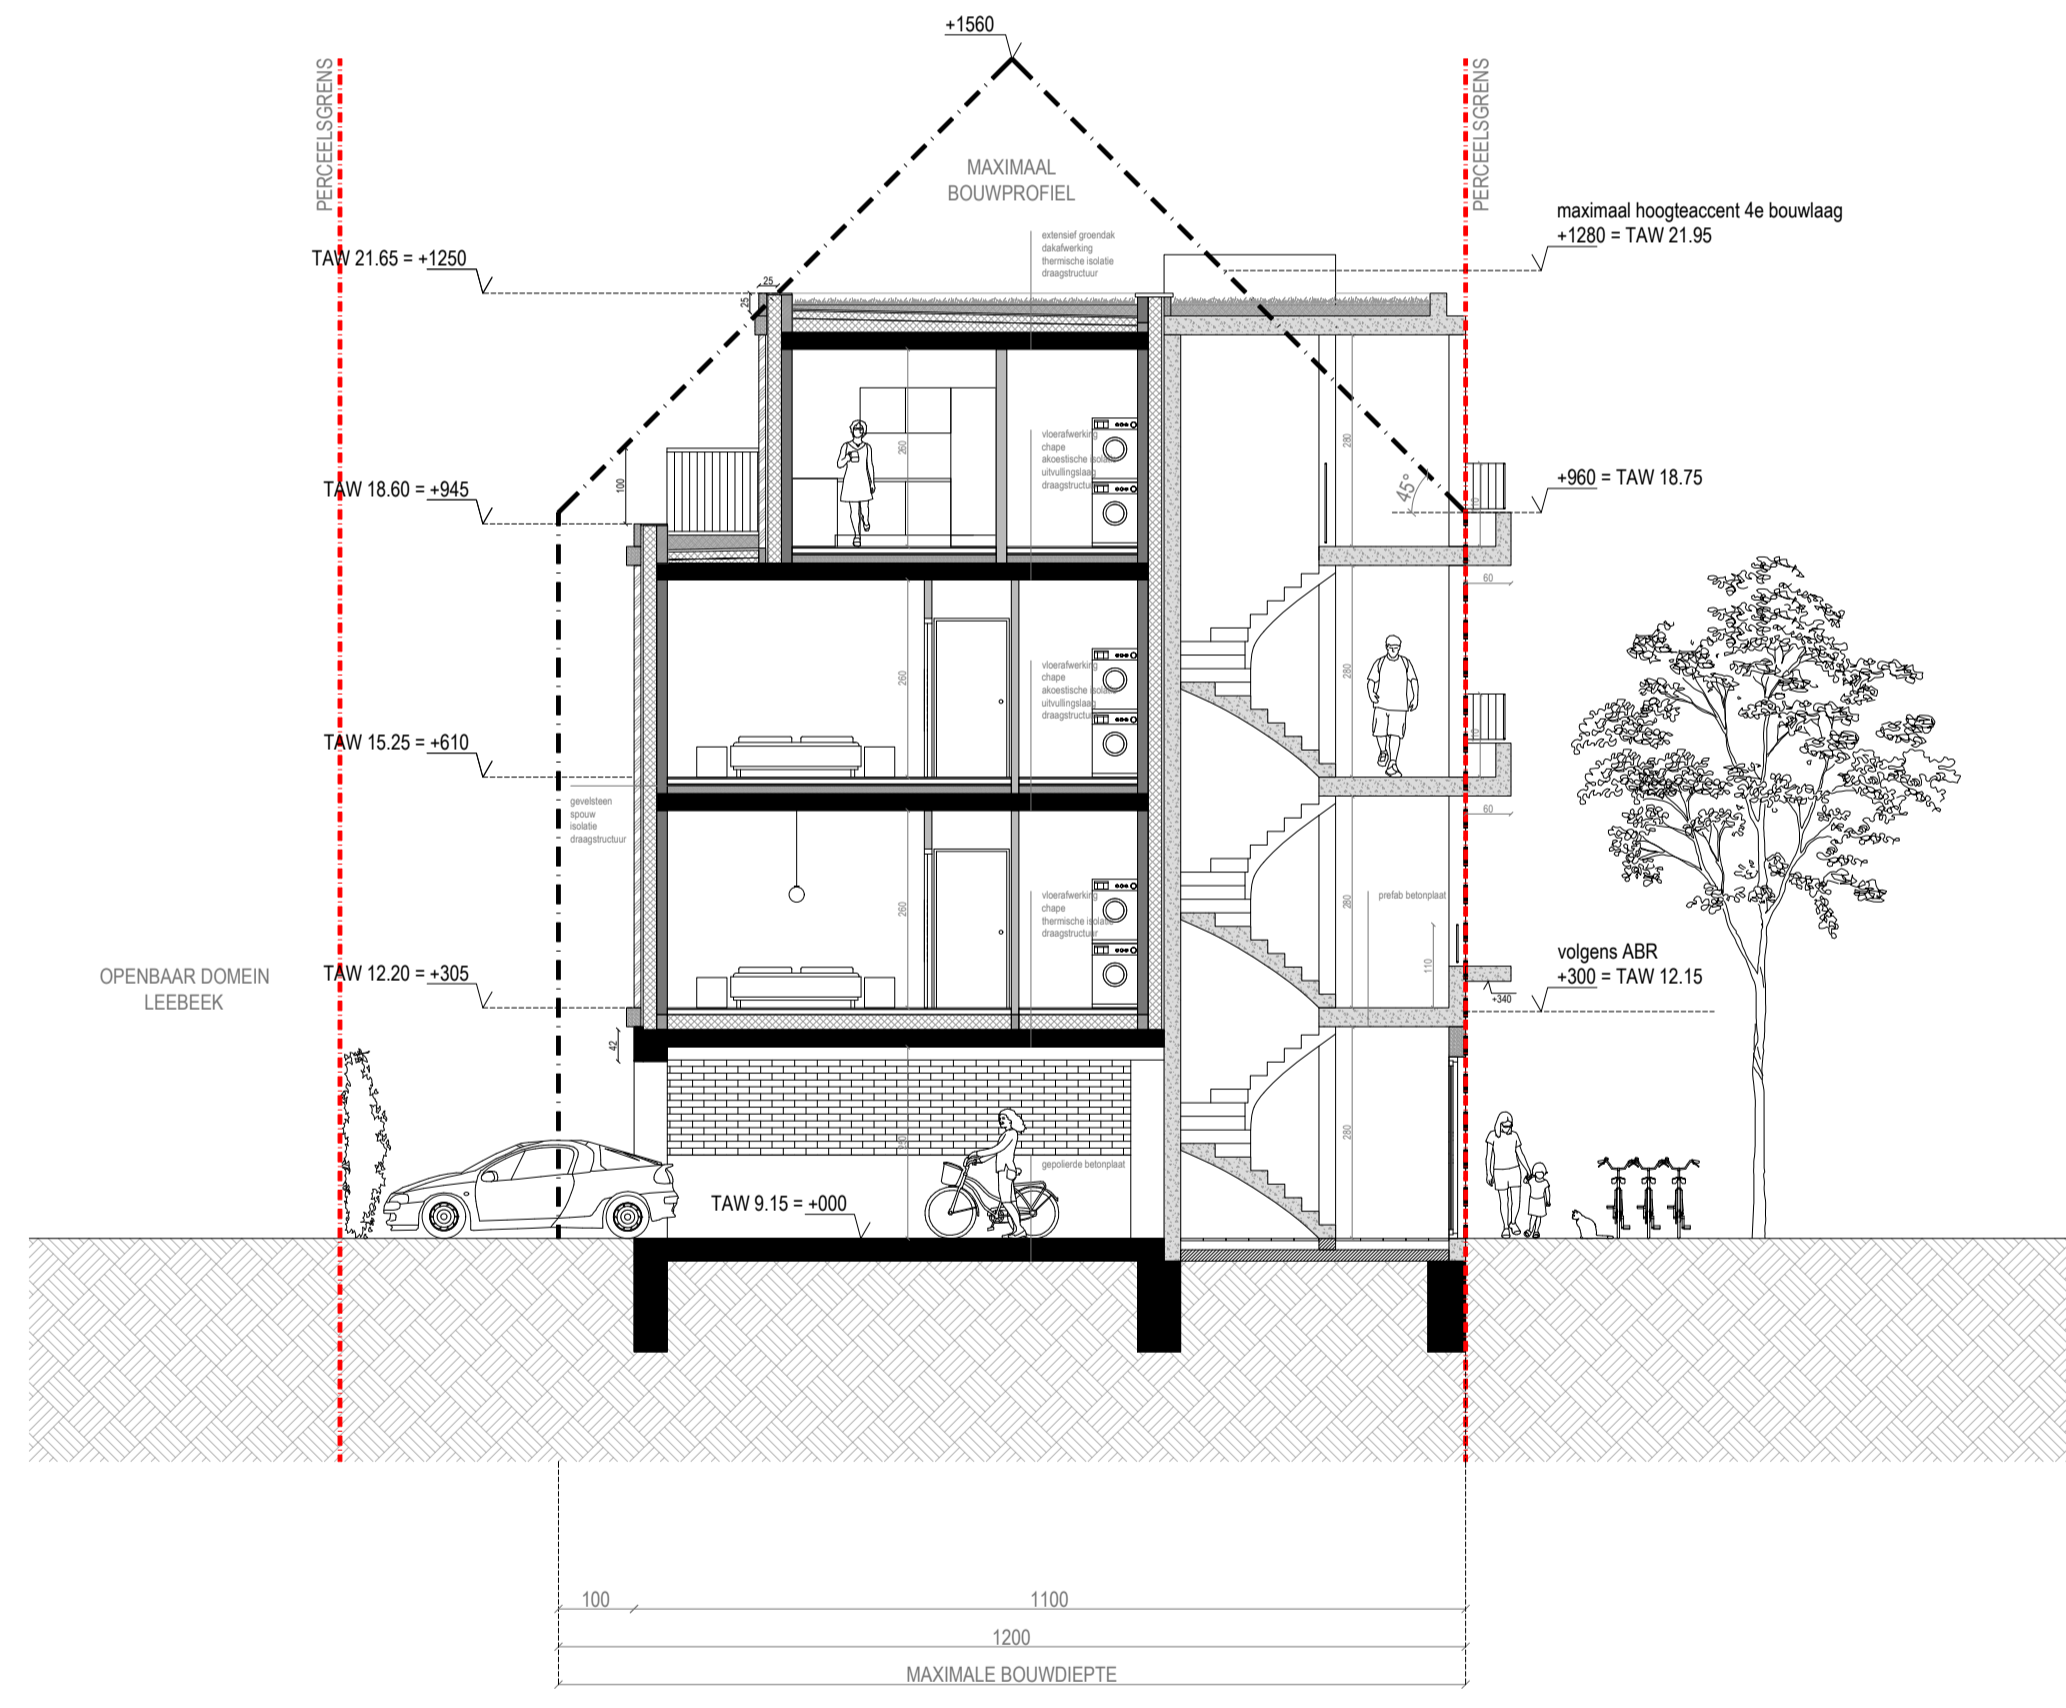 +1560
PERCEELSGRENS
PERCEELSGRENS
MAXIMAAL
BOUWPROFIEL
maximaal hoogteaccent 4e bouwlaag
+1280 = TAW 21.95
extensief groendak
dakafwerking
thermische isolatie
draagstructuur
TAW 21.65 = +1250
25
25
vloerafwerking
chape
akoestische isolatie
uitvullingslaag
draagstructuur
260
280
TAW 18.60 = +945
100
45°
+960 = TAW 18.75
60
vloerafwerking
chape
akoestische isolatie
uitvullingslaag
draagstructuur
260
280
TAW 15.25 = +610
gevelsteen
spouw
isolatie
draagstructuur
60
vloerafwerking
chape
thermische isolatie
draagstructuur
260
280
prefab betonplaat
110
volgens ABR
+300 = TAW 12.15
+340
OPENBAAR DOMEIN
LEEBEEK
TAW 12.20 = +305
42
280
gepolierde betonplaat
TAW 9.15 = +000
100
1100
1200
MAXIMALE BOUWDIEPTE